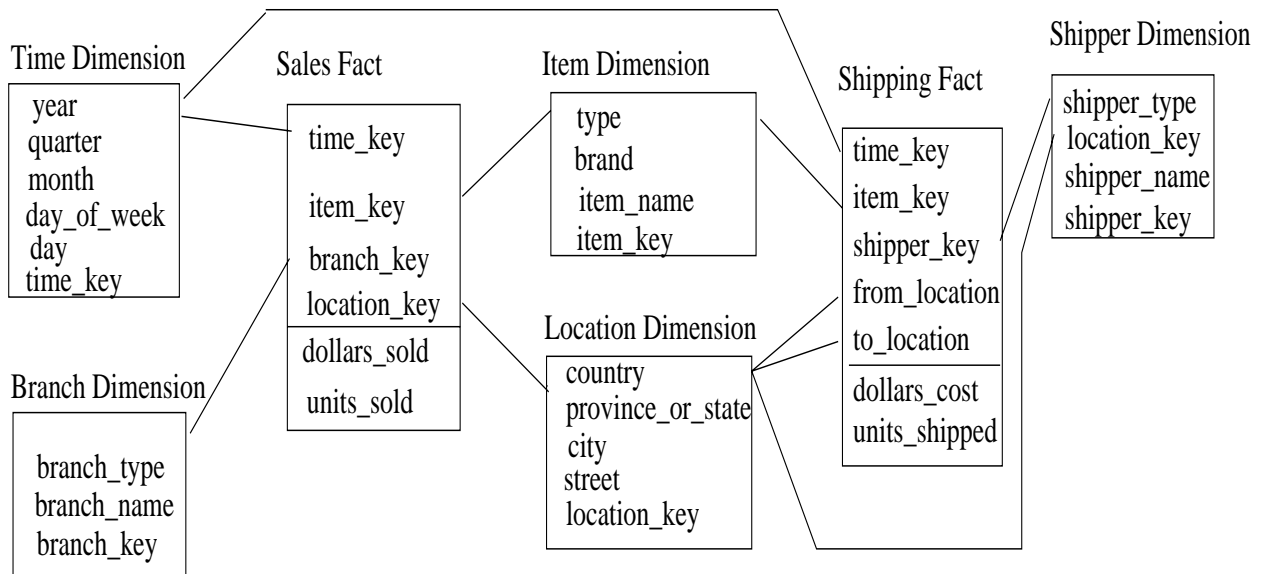 Time Dimension
year
quarter
month
day_of_week
day
time_key
Branch Dimension
branch_type
branch_name
branch_key
Sales Fact
time_key
item_key
branch_key
location_key
dollars_sold
units_sold
Item Dimension
type
brand
item_name
item_key
Location Dimension
country
province_or_state
city
street
location_key
Shipping Fact
time_key
item_key
shipper_key
from_location
to_location
dollars_cost
units_shipped
Shipper Dimension
shipper_type
location_key
shipper_name
shipper_key